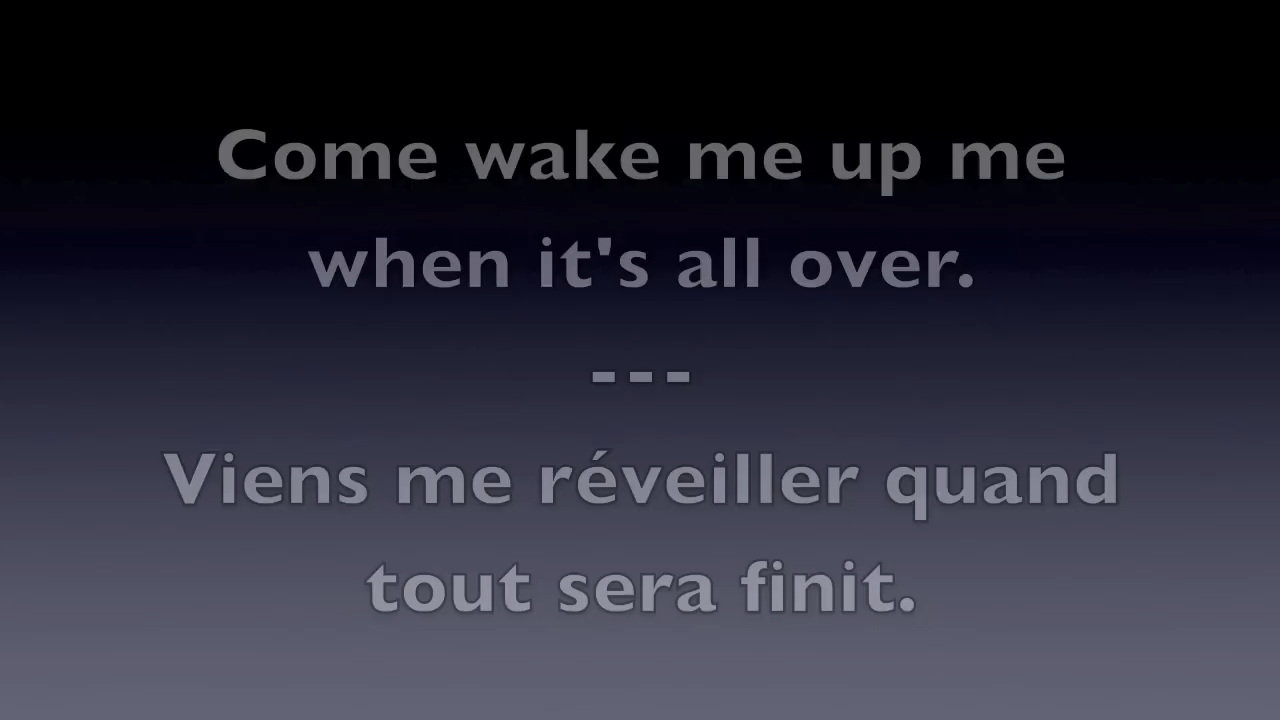 Come wake me up me
when it's all over.
---
Viens me réveiller quand
tout sera finit.